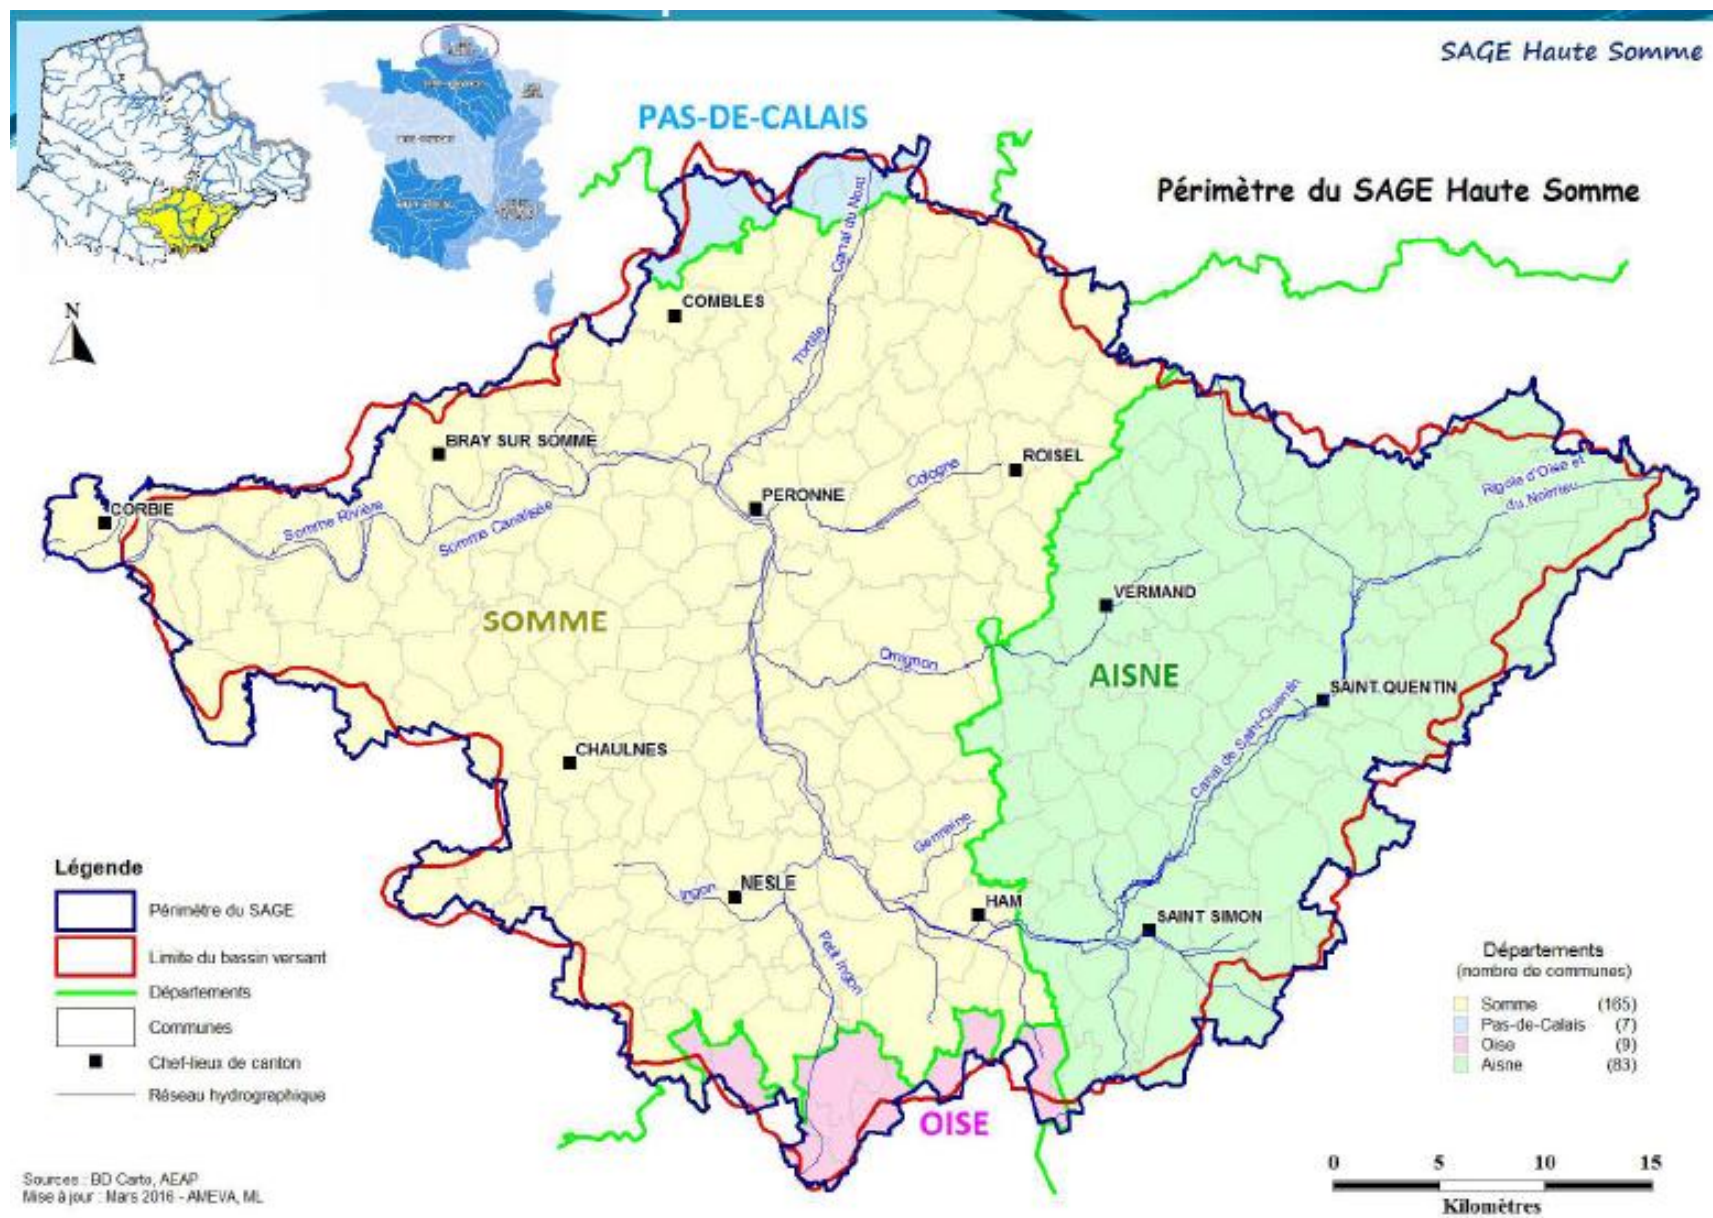 SAGE Haute Somme
PAS-DE-CALAIS
Périmètre du SAGE Haute Somme
N
Canal du Nord
COMBLES
Tortille
BRAY SUR SOMME
ROISEL
Cologne
Rigole d'Oise et
du Noirrieu
PERONNE
CORBIE
Somme Rivière
Somme Canalisée
VERMAND
SOMME
Omignon
AISNE
SAINT QUENTIN
Canal de Saint-Quentin
CHAULNES
Germaine
Légende
Périmètre du SAGE
Limite du bassin versant
Départements
Communes
Chef-lieux de canton
Réseau hydrographique
NESLE
Ingon
HAM
SAINT SIMON
Petit Ingon
Départements
(nombre de communes)
Somme (165)
Pas-de-Calais (7)
Oise (9)
Aisne (83)
OISE
Sources : BD Carto, AEAP
Mise à jour : Mars 2016 - AMEVA, ML
0 5 10 15
Kilomètres